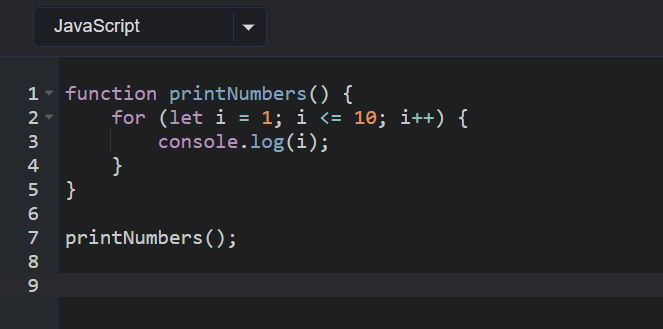 JavaScript
1 function printNumbers() {
2     for (let i = 1; i <= 10; i++) {
3         console.log(i);
4     }
5 }
6
7 printNumbers();
8
9